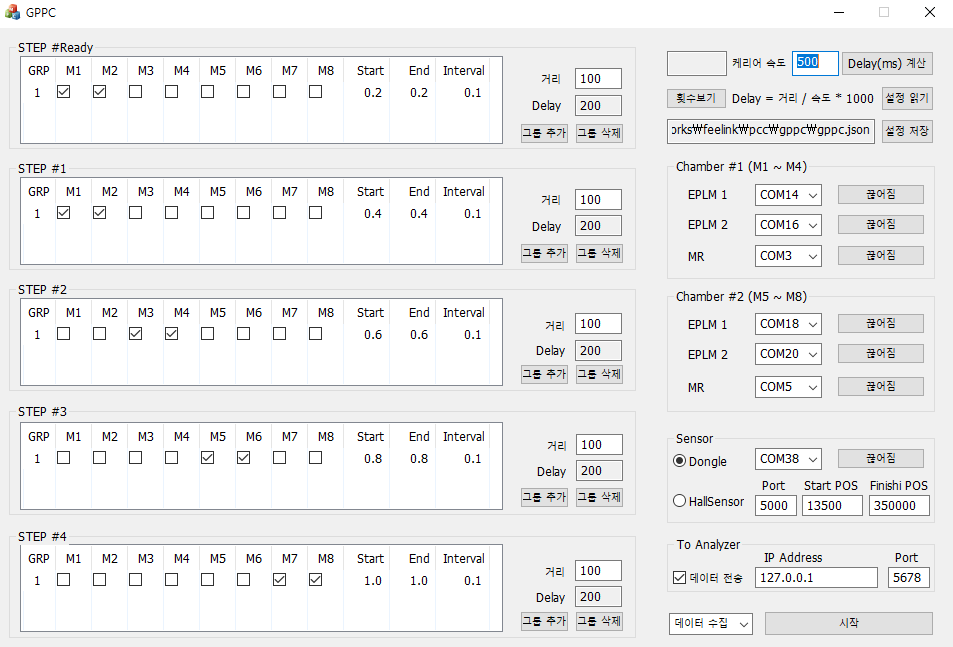 GPPC
STEP #Ready
GRP M1 M2 M3 M4 M5 M6 M7 M8 Start End Interval
1 0.2 0.2 0.1
거리 100
Delay 200
그룹 추가 그룹 삭제
STEP #1
GRP M1 M2 M3 M4 M5 M6 M7 M8 Start End Interval
1 0.4 0.4 0.1
거리 100
Delay 200
그룹 추가 그룹 삭제
STEP #2
GRP M1 M2 M3 M4 M5 M6 M7 M8 Start End Interval
1 0.6 0.6 0.1
거리 100
Delay 200
그룹 추가 그룹 삭제
STEP #3
GRP M1 M2 M3 M4 M5 M6 M7 M8 Start End Interval
1 0.8 0.8 0.1
거리 100
Delay 200
그룹 추가 그룹 삭제
STEP #4
GRP M1 M2 M3 M4 M5 M6 M7 M8 Start End Interval
1 1.0 1.0 0.1
거리 100
Delay 200
그룹 추가 그룹 삭제
케리어 속도 500 Delay(ms) 계산
횟수보기 Delay = 거리 / 속도 * 1000 설정 읽기
orks₩feelink₩pcc₩gppc₩gppc.json 설정 저장
Chamber #1 (M1 ~ M4)
EPLM 1 COM14 끊어짐
EPLM 2 COM16 끊어짐
MR COM3 끊어짐
Chamber #2 (M5 ~ M8)
EPLM 1 COM18 끊어짐
EPLM 2 COM20 끊어짐
MR COM5 끊어짐
Sensor
Dongle COM38 끊어짐
Port Start POS Finishi POS
HallSensor 5000 13500 350000
To Analyzer
IP Address Port
데이터 전송 127.0.0.1 5678
데이터 수집 시작